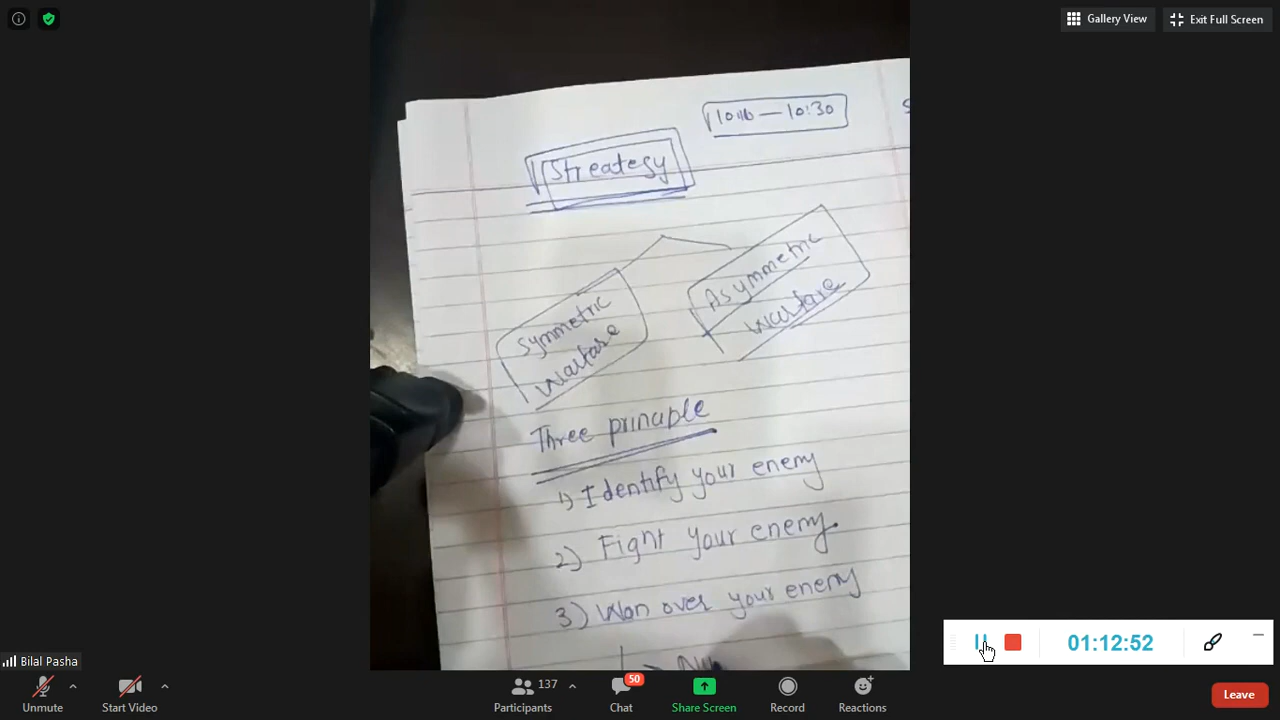 Gallery View
Exit Full Screen
10:16 — 10:30
Streategy
Symmetric
Warfare
Asymmetric
Warfare
Three principle
1) Identify your enemy
2) Fight your enemy.
3) Won over your enemy
Bilal Pasha
01:12:52
Unmute
Start Video
137
Participants
50
Chat
Share Screen
Record
Reactions
Leave